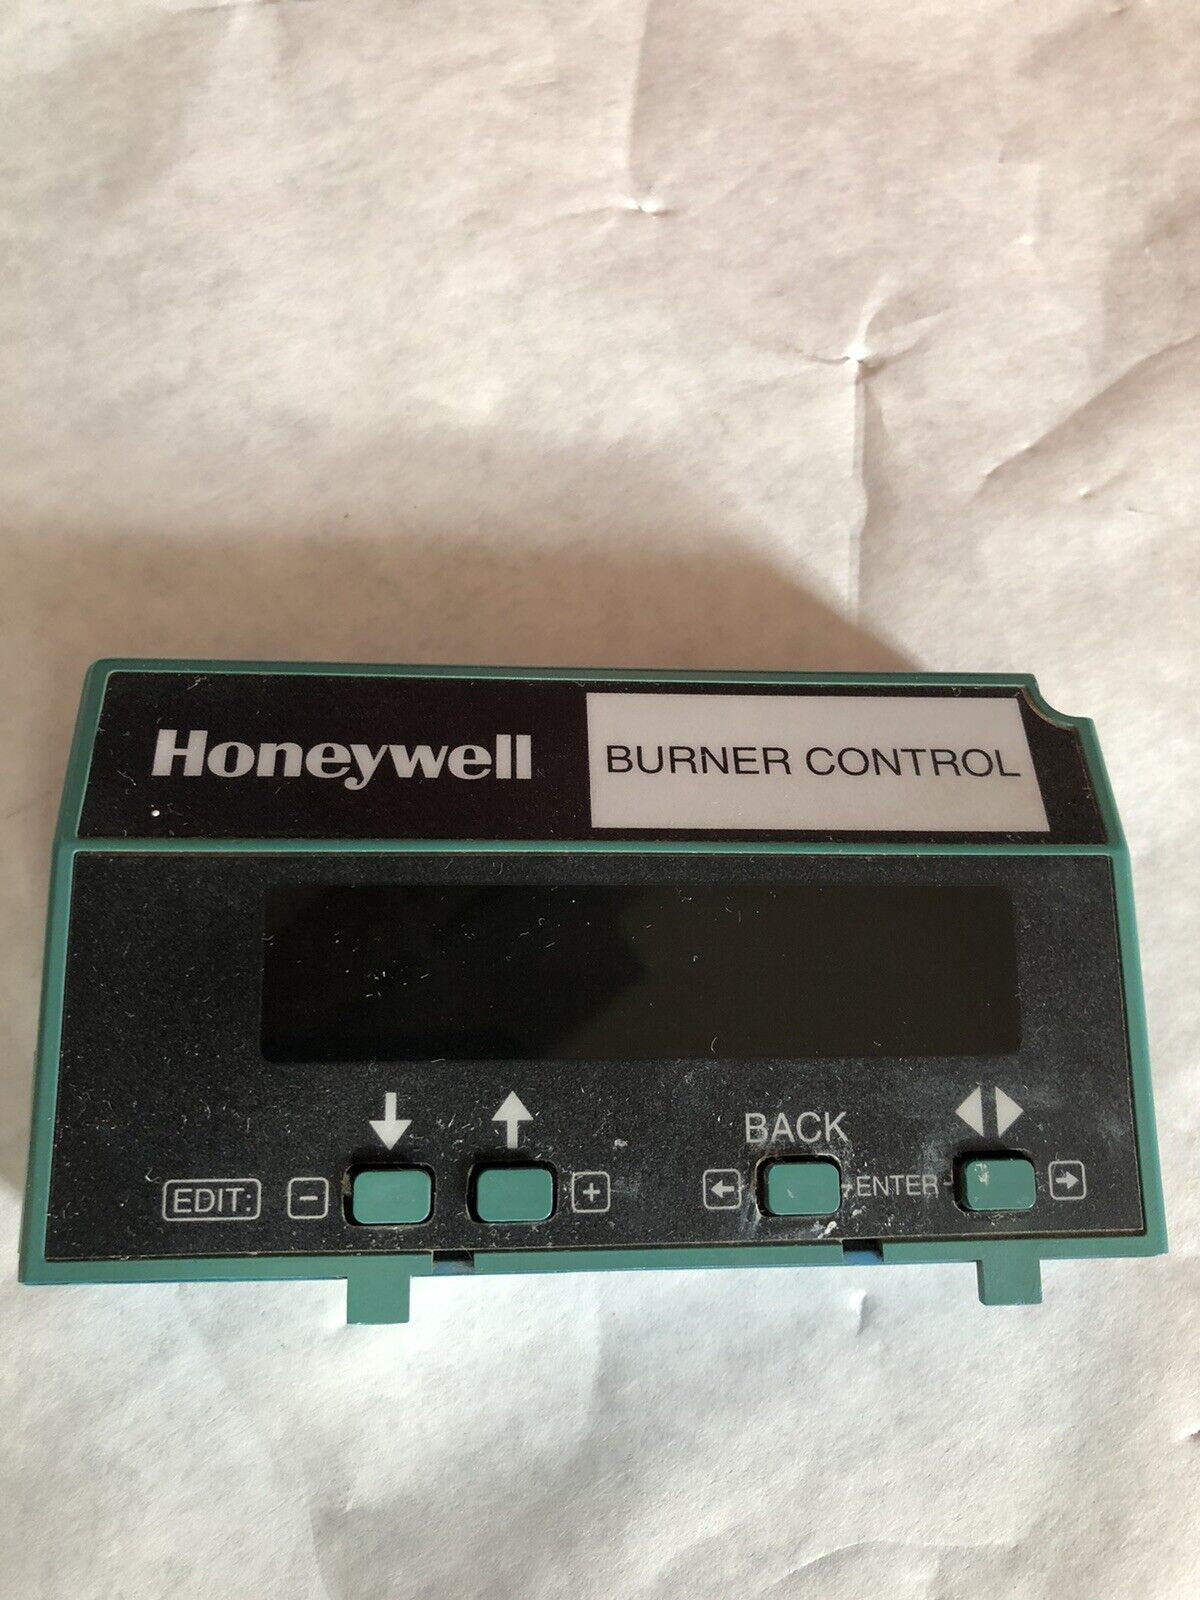 Honeywell
BURNER CONTROL
BACK
EDIT: - + ENTER